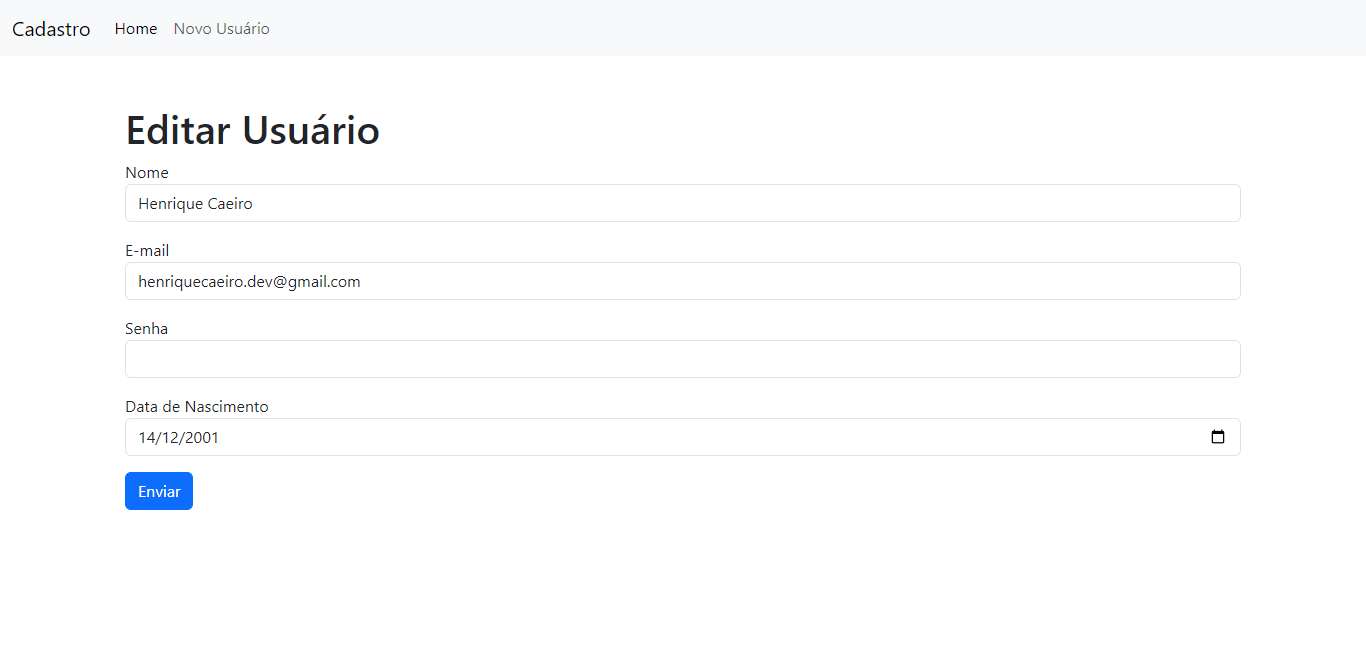 Cadastro Home Novo Usuário
Editar Usuário
Nome
Henrique Caeiro
E-mail
henriquecaeiro.dev@gmail.com
Senha
Data de Nascimento
14/12/2001
Enviar